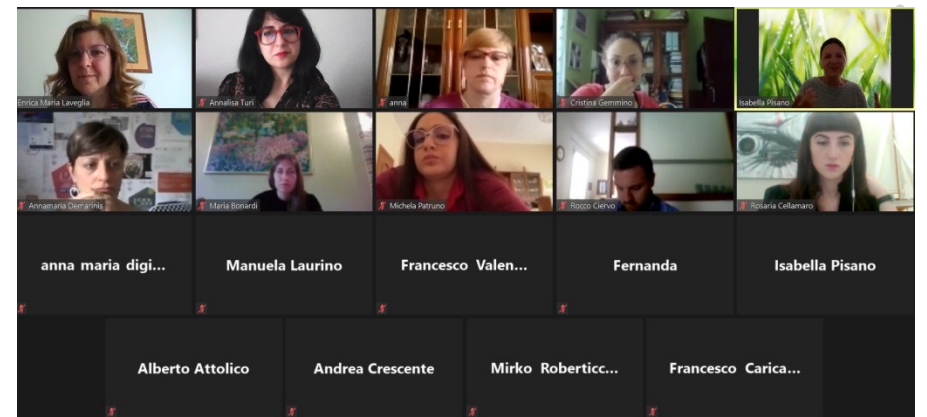 Enrica Maria Laveglia
Annalisa Turi
anna
Cristina Gemmino
Isabella Pisano
Annamaria Demarinis
Maria Bonardi
Michela Patruno
Rocco Ciervo
Rosaria Cellamaro
anna maria digi...
Manuela Laurino
Francesco Valen...
Fernanda
Isabella Pisano
Alberto Attolico
Andrea Crescente
Mirko Roberticc...
Francesco Carica...